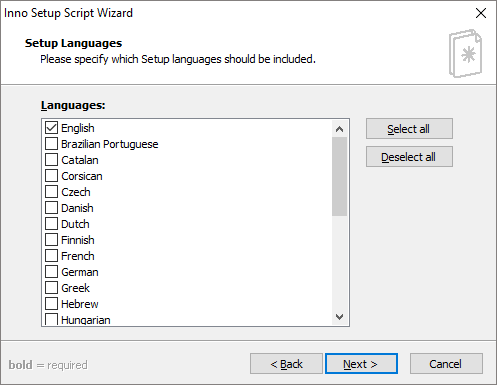 Inno Setup Script Wizard
Setup Languages
Please specify which Setup languages should be included.
Languages:
English
Brazilian Portuguese
Catalan
Corsican
Czech
Danish
Dutch
Finnish
French
German
Greek
Hebrew
Hungarian
Select all
Deselect all
bold = required
< Back
Next >
Cancel